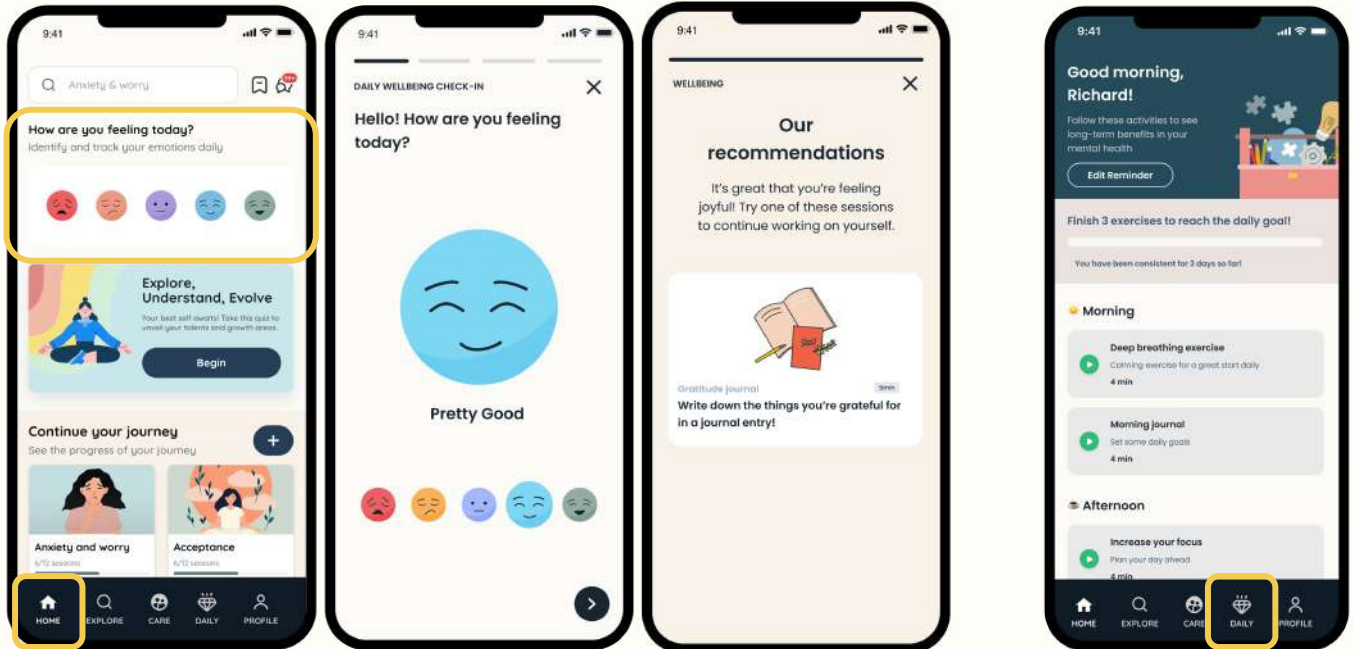 9:41
Anxiety & worry
99+
How are you feeling today?
Identify and track your emotions daily
Explore,
Understand, Evolve
Your best self awaits! Take this quiz to
unveil your talents and growth areas.
Begin
Continue your journey
See the progress of your journey
+
Anxiety and worry
6/12 sessions
Acceptance
6/12 sessions
HOME
EXPLORE
CARE
DAILY
PROFILE
9:41
DAILY WELLBEING CHECK-IN
Hello! How are you feeling
today?
Pretty Good
9:41
WELLBEING
Our
recommendations
It's great that you're feeling
joyful! Try one of these sessions
to continue working on yourself.
Gratitude journal
5min
Write down the things you're grateful for
in a journal entry!
9:41
Good morning,
Richard!
Follow these activities to see
long-term benefits in your
mental health
Edit Reminder
Finish 3 exercises to reach the daily goal!
You have been consistent for 3 days so far!
Morning
Deep breathing exercise
Calming exercise for a great start daily
4 min
Morning journal
Set some daily goals
4 min
Afternoon
Increase your focus
Plan your day ahead
4 min
HOME
EXPLORE
CARE
DAILY
PROFILE